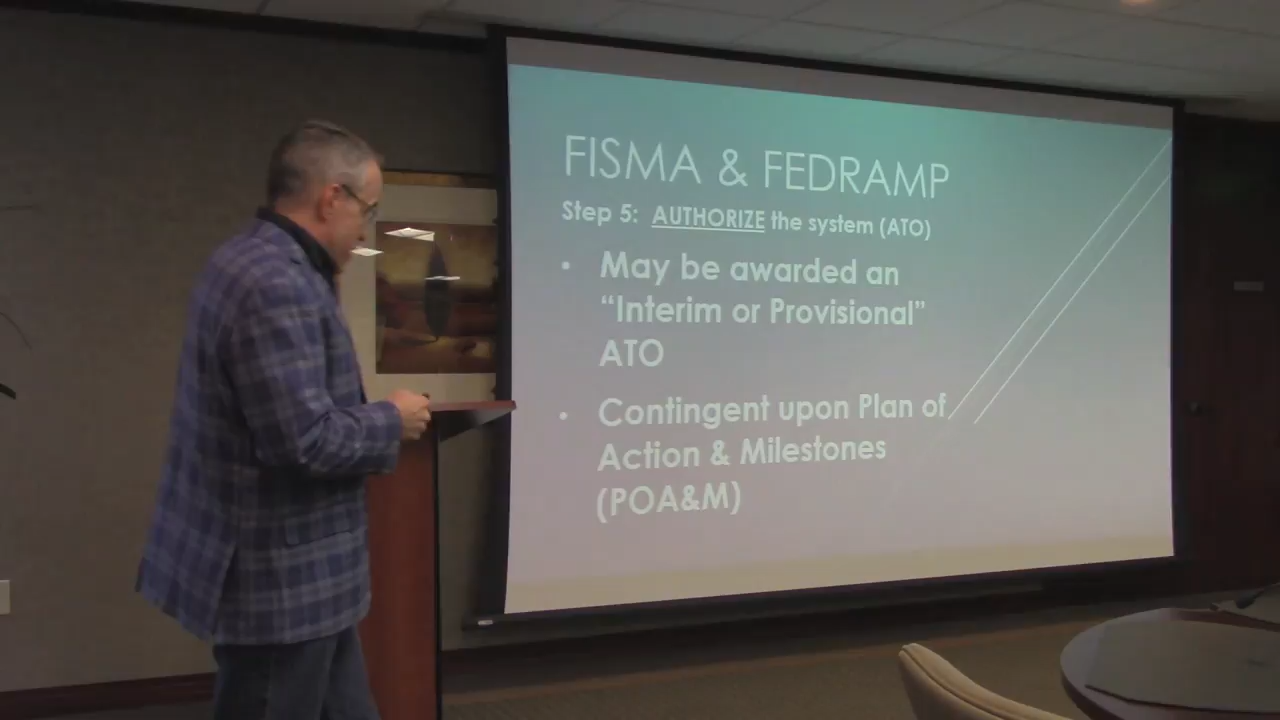 FISMA & FEDRAMP
Step 5: AUTHORIZE the system (ATO)
• May be awarded an
“Interim or Provisional”
ATO
• Contingent upon Plan of
Action & Milestones
(POA&M)